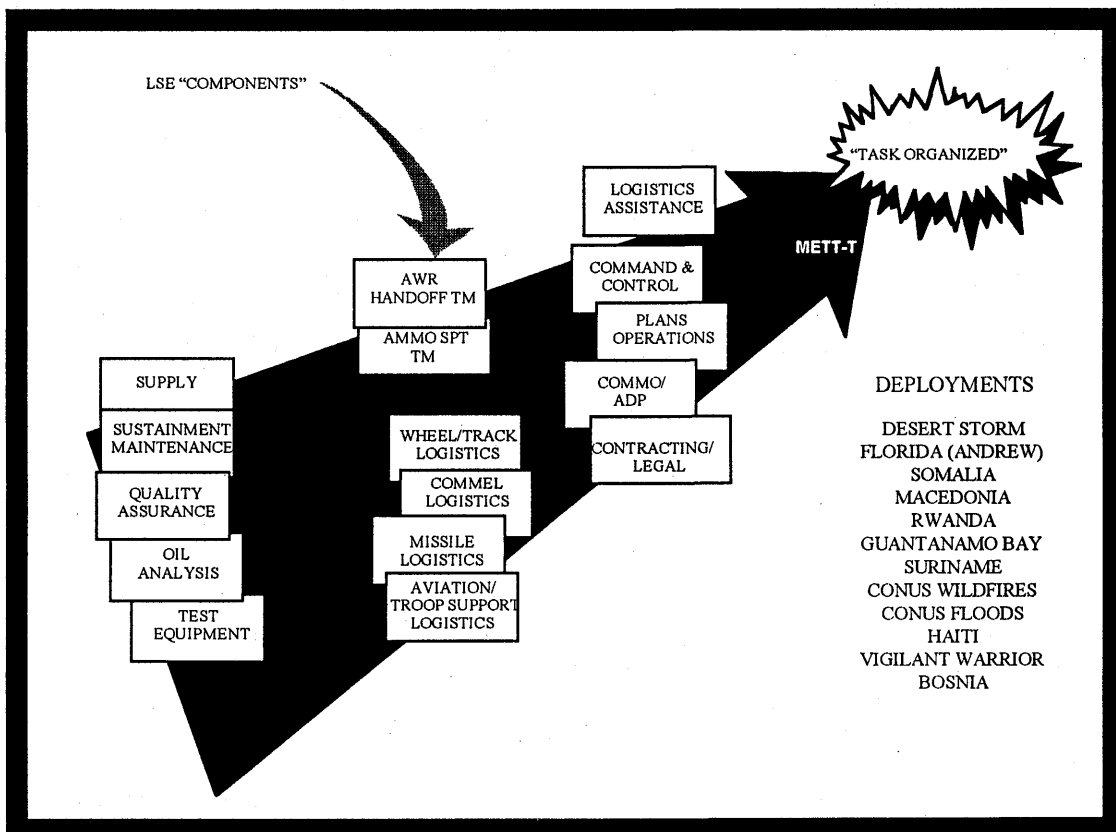 LSE “COMPONENTS”
“TASK ORGANIZED”
METT-T
LOGISTICS
ASSISTANCE
COMMAND &
CONTROL
PLANS
OPERATIONS
COMMO/
ADP
CONTRACTING/
LEGAL
AWR
HANDOFF TM
AMMO SPT
TM
WHEEL/TRACK
LOGISTICS
COMMEL
LOGISTICS
MISSILE
LOGISTICS
AVIATION/
TROOP SUPPORT
LOGISTICS
SUPPLY
SUSTAINMENT
MAINTENANCE
QUALITY
ASSURANCE
OIL
ANALYSIS
TEST
EQUIPMENT
DEPLOYMENTS
DESERT STORM
FLORIDA (ANDREW)
SOMALIA
MACEDONIA
RWANDA
GUANTANAMO BAY
SURINAME
CONUS WILDFIRES
CONUS FLOODS
HAITI
VIGILANT WARRIOR
BOSNIA